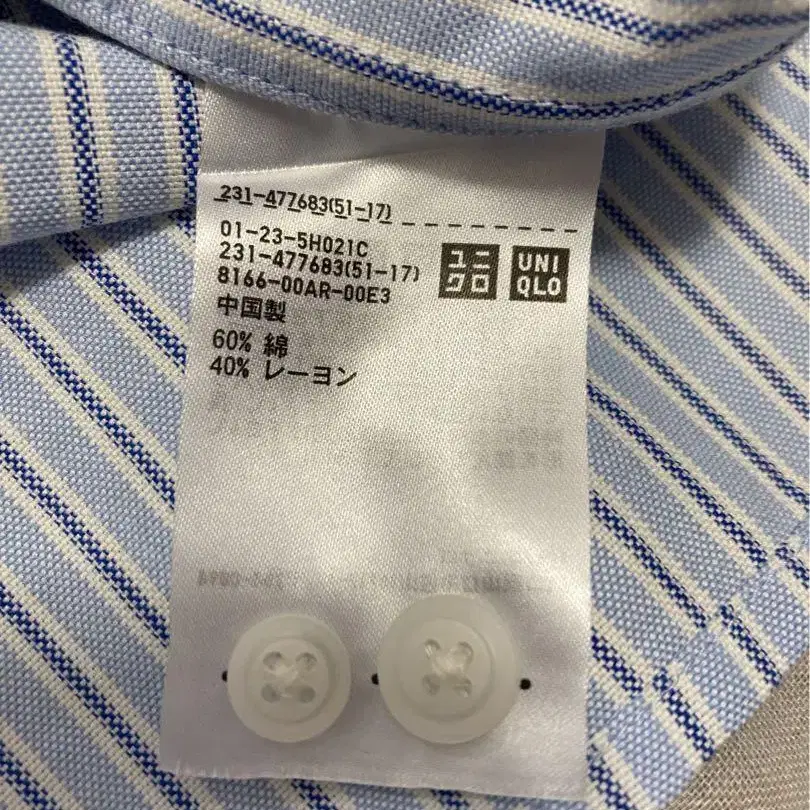 231-477683(51-17)
01-23-5H021C
231-477683(51-17)
8166-00AR-00E3
中国製
60% 綿
40% レーヨン
ユニ
クロ
UNI
QLO